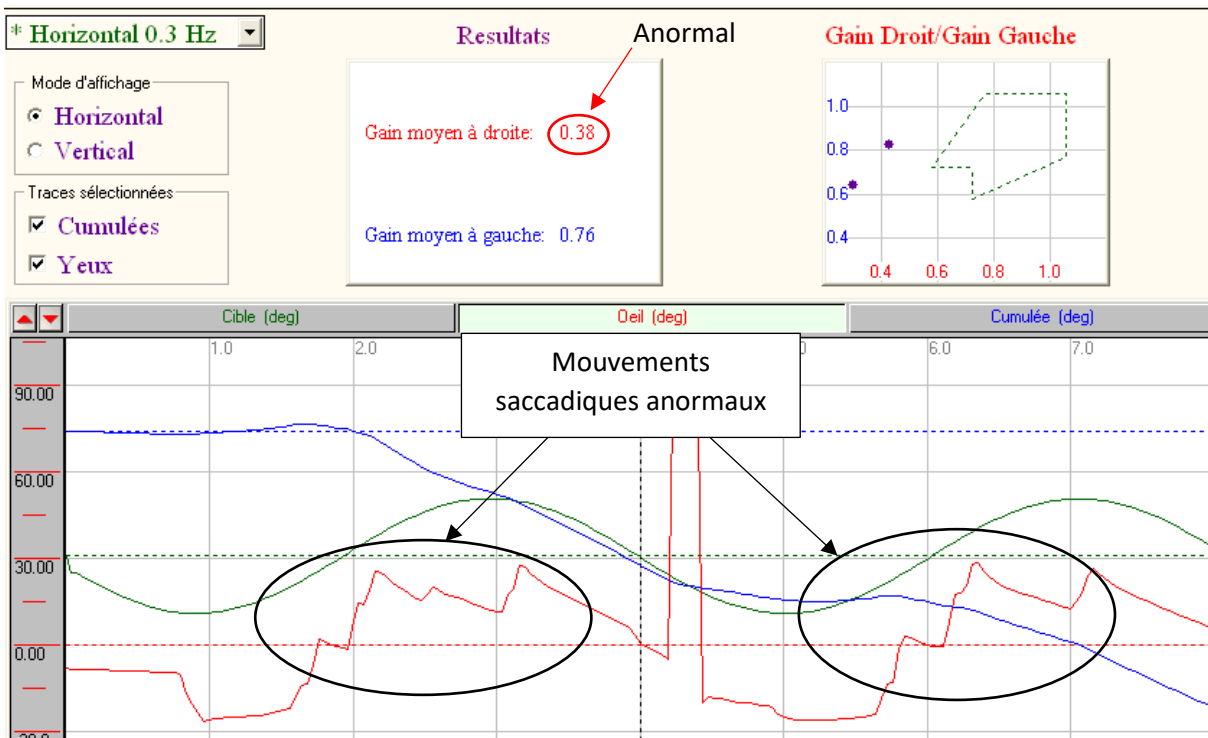 * Horizontal 0.3 Hz
Resultats
Anormal
Gain Droit/Gain Gauche
Mode d'affichage
Horizontal
Vertical
Traces sélectionnées
Cumulées
Yeux
Gain moyen à droite: 0.38
Gain moyen à gauche: 0.76
1.0
0.8
0.6
0.4
0.4 0.6 0.8 1.0
Cible (deg)
Oeil (deg)
Cumulée (deg)
1.0 2.0 6.0 7.0
Mouvements
saccadiques anormaux
90.00
60.00
30.00
0.00